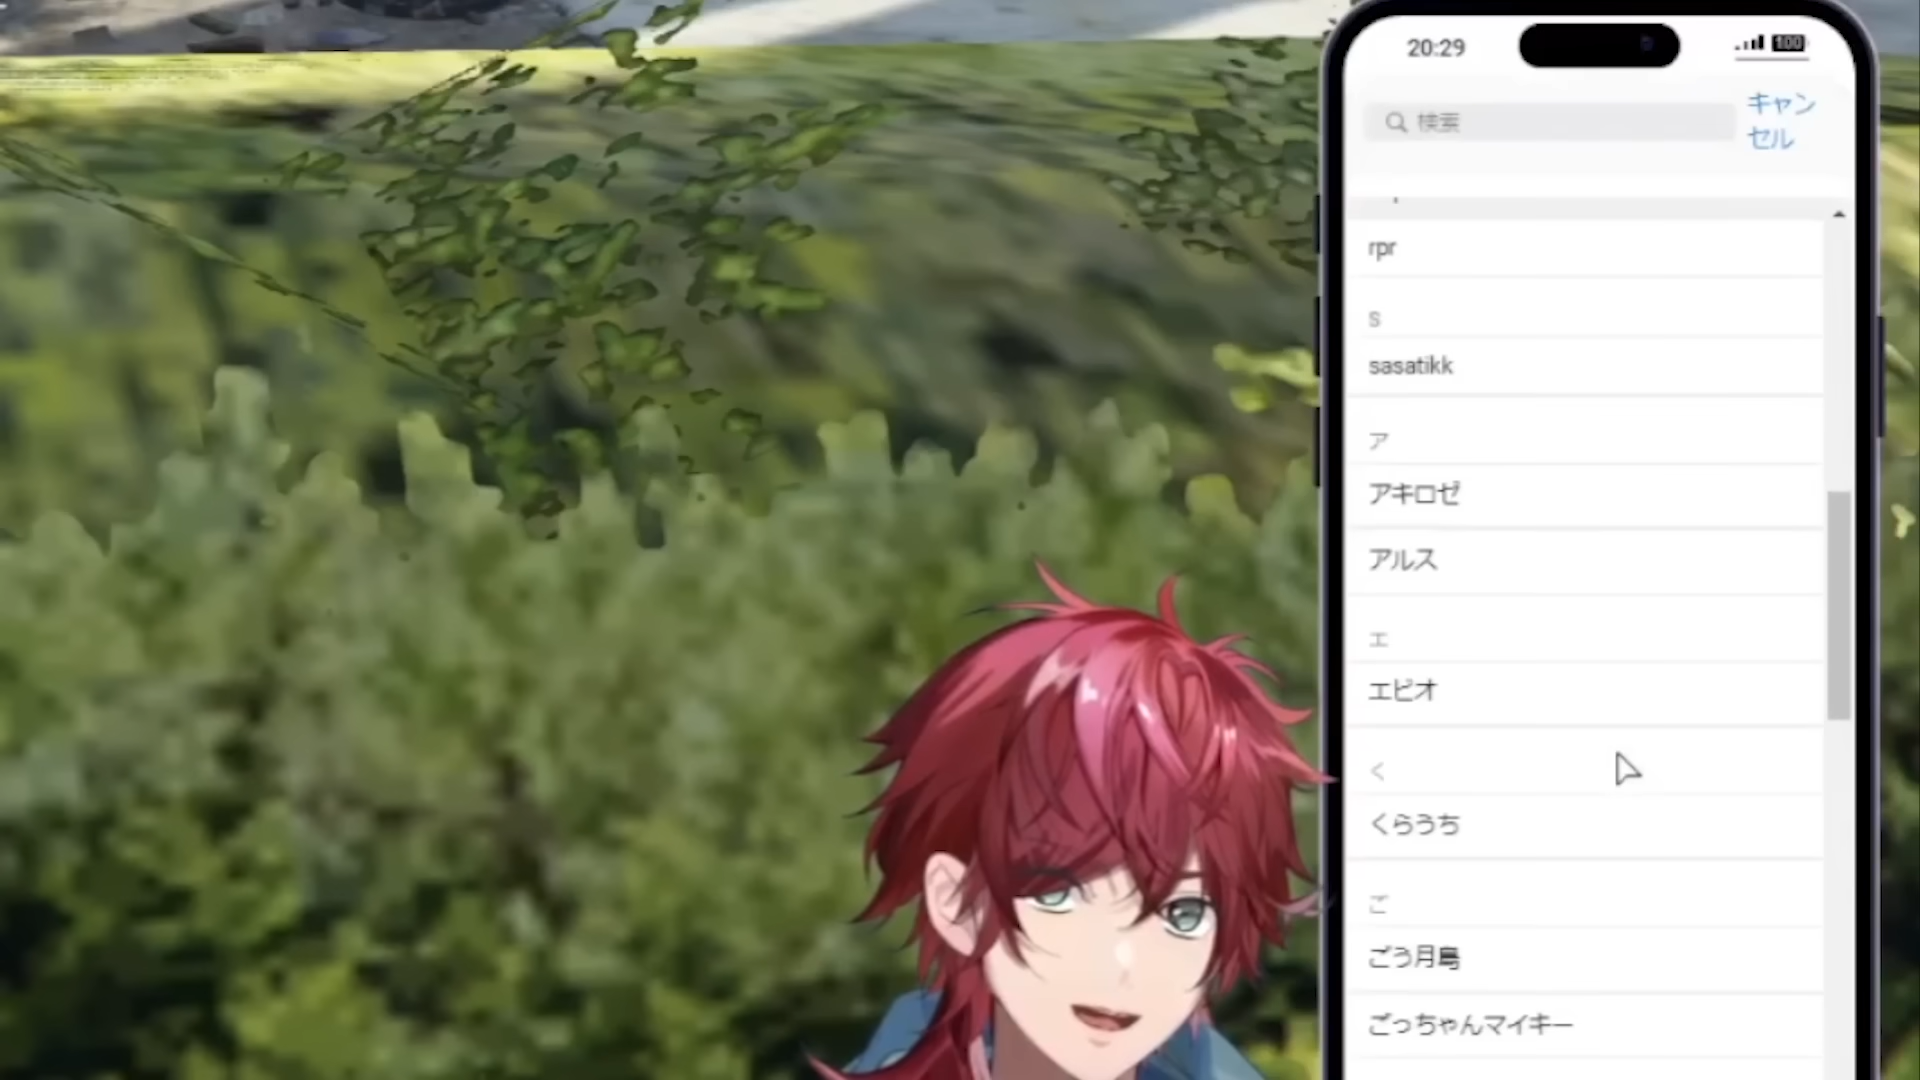 20:29
100
検索
キャン
セル
rpr
S
sasatikk
ア
アキロゼ
アルス
エ
エビオ
く
くらうち
ご
ごう月島
ごっちゃんマイキー